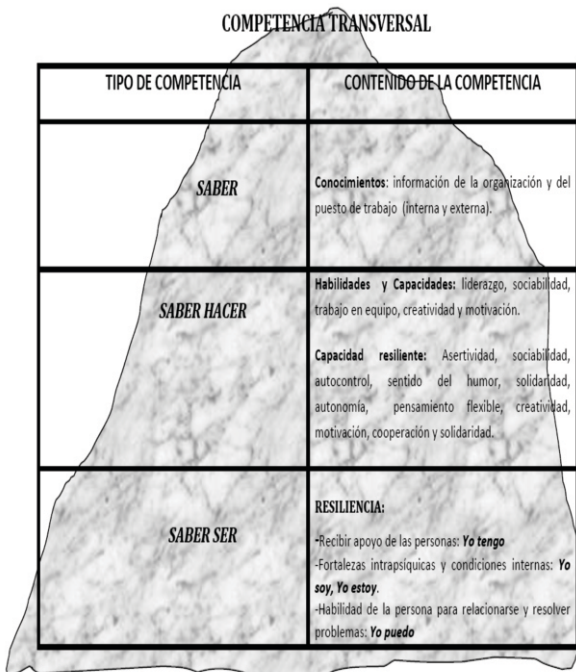 COMPETENCIA TRANSVERSAL
TIPO DE COMPETENCIA
CONTENIDO DE LA COMPETENCIA
SABER
Conocimientos: información de la organización y del
puesto de trabajo (interna y externa).
SABER HACER
Habilidades y Capacidades: liderazgo, sociabilidad,
trabajo en equipo, creatividad y motivación.
Capacidad resiliente: Asertividad, sociabilidad,
autocontrol, sentido del humor, solidaridad,
autonomía, pensamiento flexible, creatividad,
motivación, cooperación y solidaridad.
SABER SER
RESILIENCIA:
-Recibir apoyo de las personas: Yo tengo
-Fortalezas intrapsíquicas y condiciones internas: Yo
soy, Yo estoy.
-Habilidad de la persona para relacionarse y resolver
problemas: Yo puedo